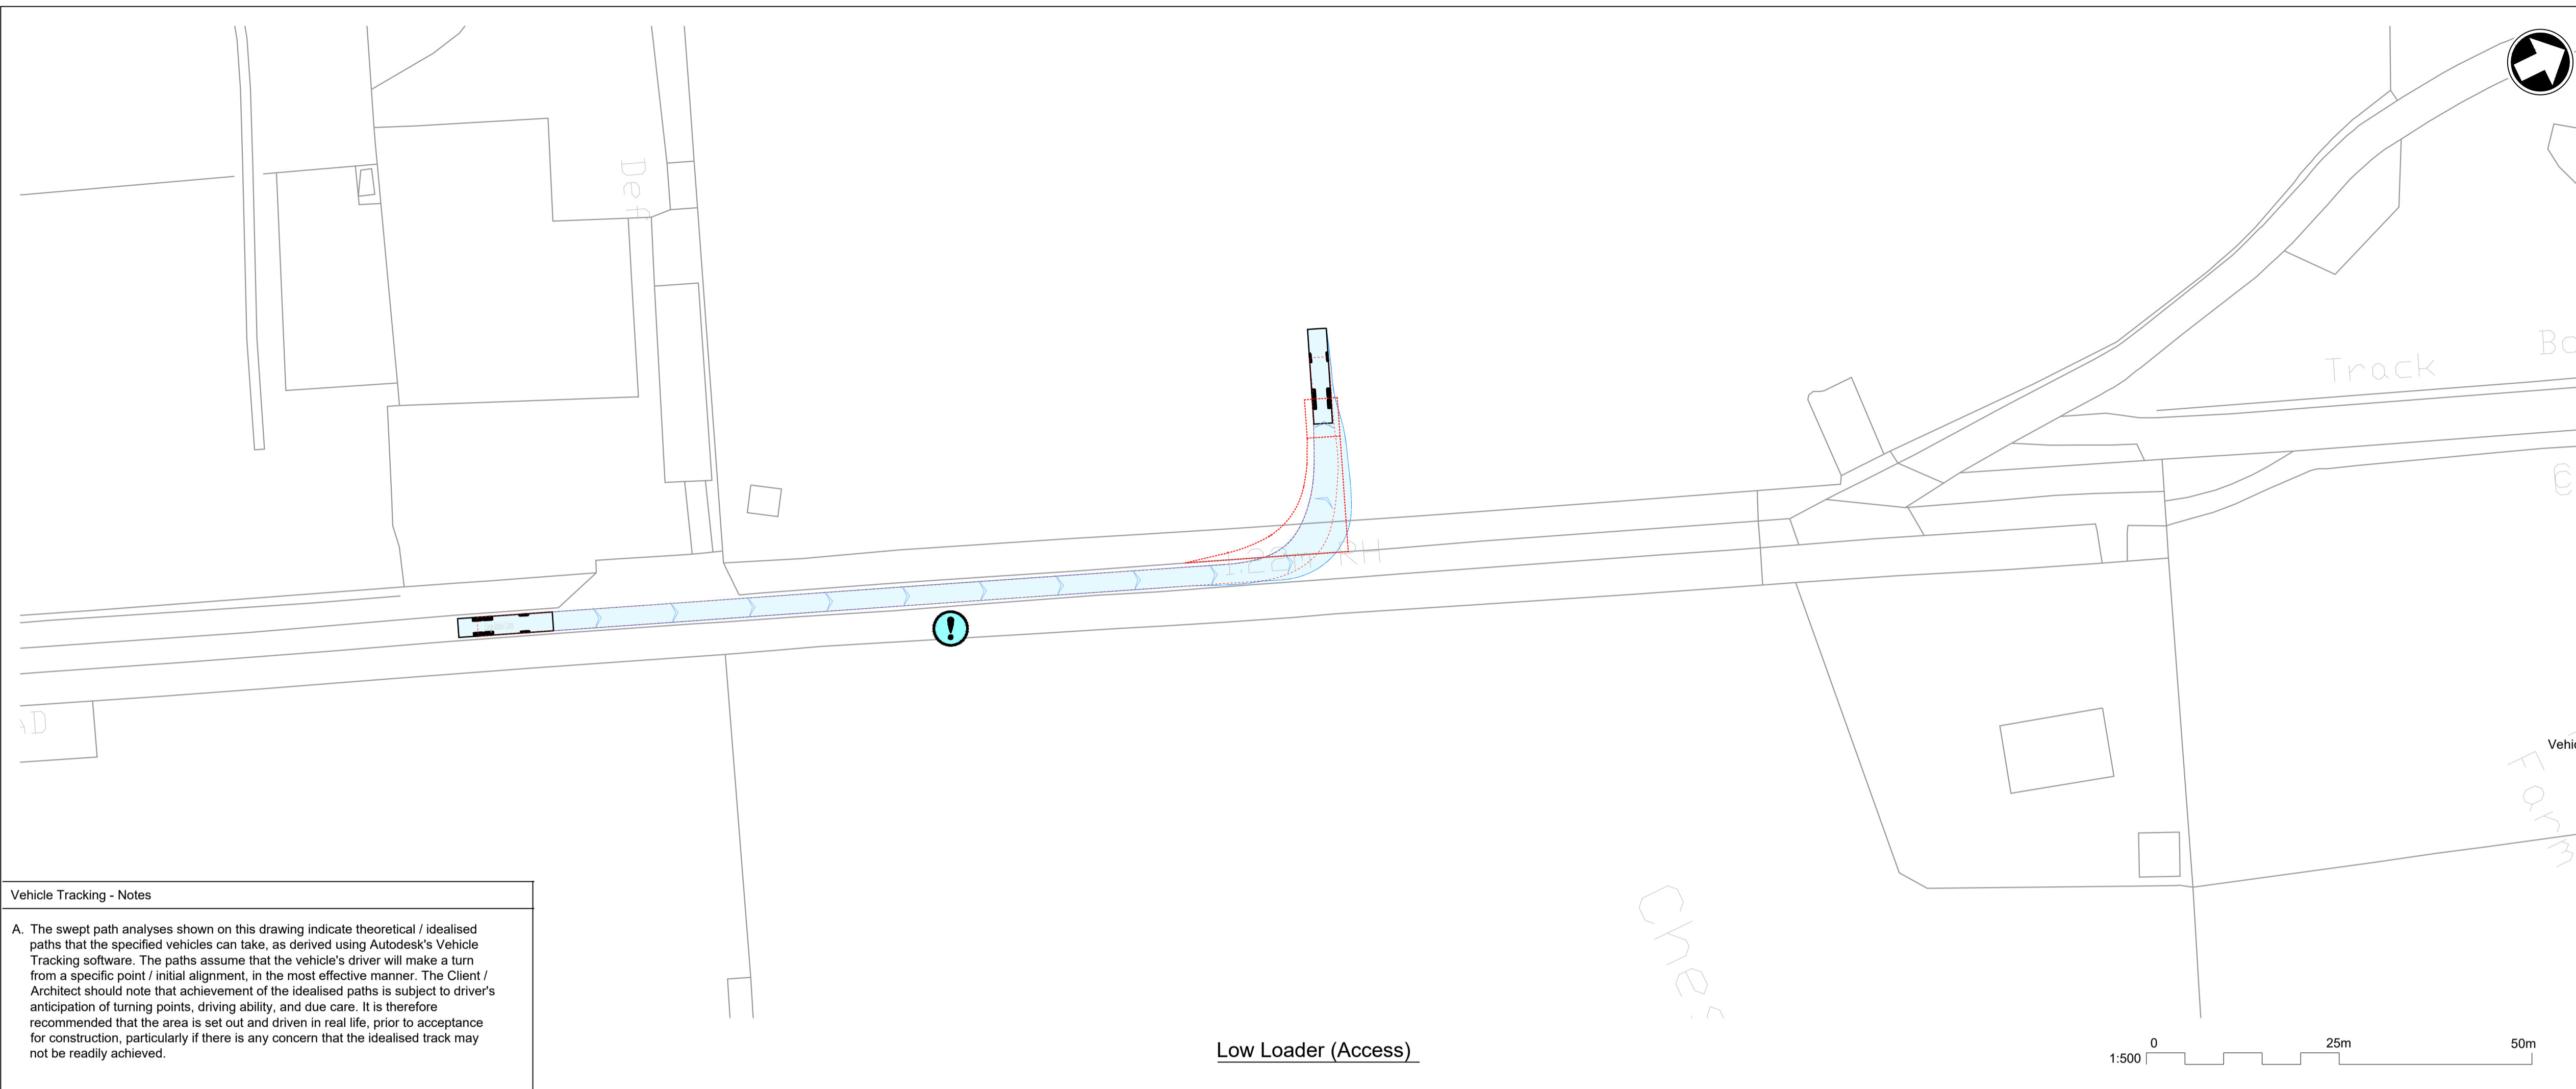 Track
1.22m RH
Vehicle Tracking - Notes
A. The swept path analyses shown on this drawing indicate theoretical / idealised
paths that the specified vehicles can take, as derived using Autodesk's Vehicle
Tracking software. The paths assume that the vehicle's driver will make a turn
from a specific point / initial alignment, in the most effective manner. The Client /
Architect should note that achievement of the idealised paths is subject to driver's
anticipation of turning points, driving ability, and due care. It is therefore
recommended that the area is set out and driven in real life, prior to acceptance
for construction, particularly if there is any concern that the idealised track may
not be readily achieved.
Farm
Low Loader (Access)
0 25m 50m
1:500